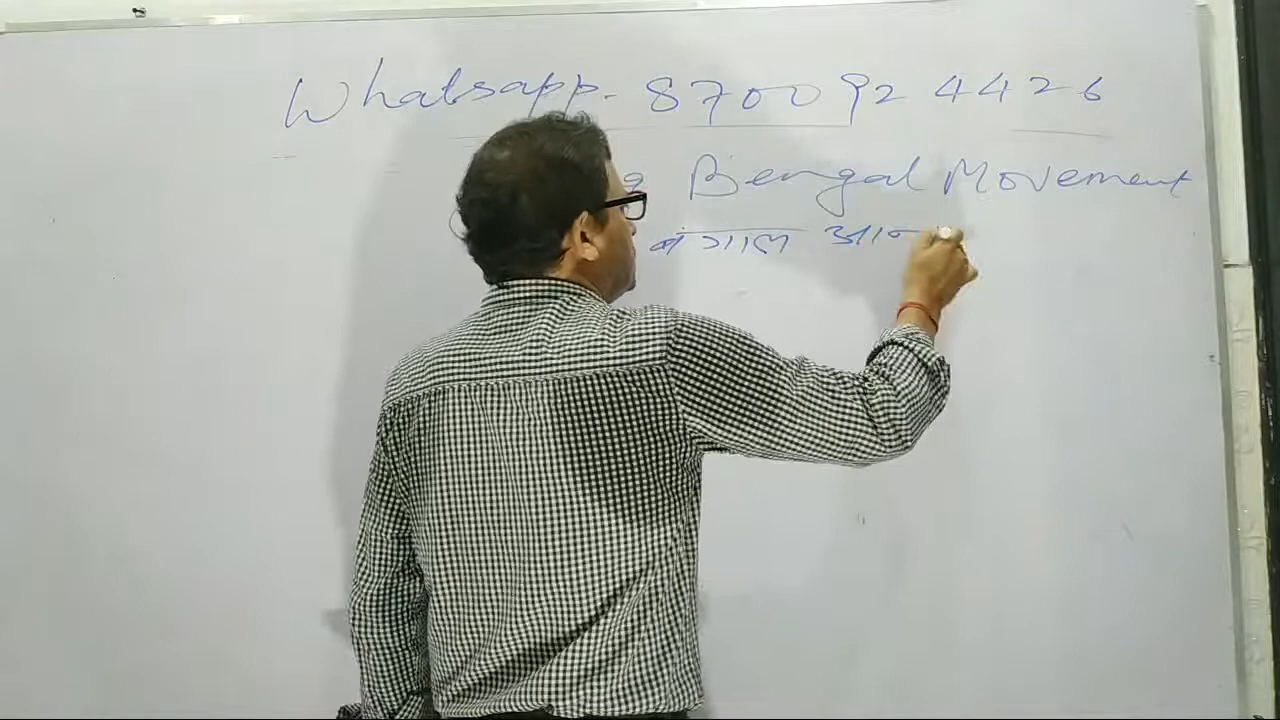 Whatsapp. 8700924426
Bengal Movement
बंगाल